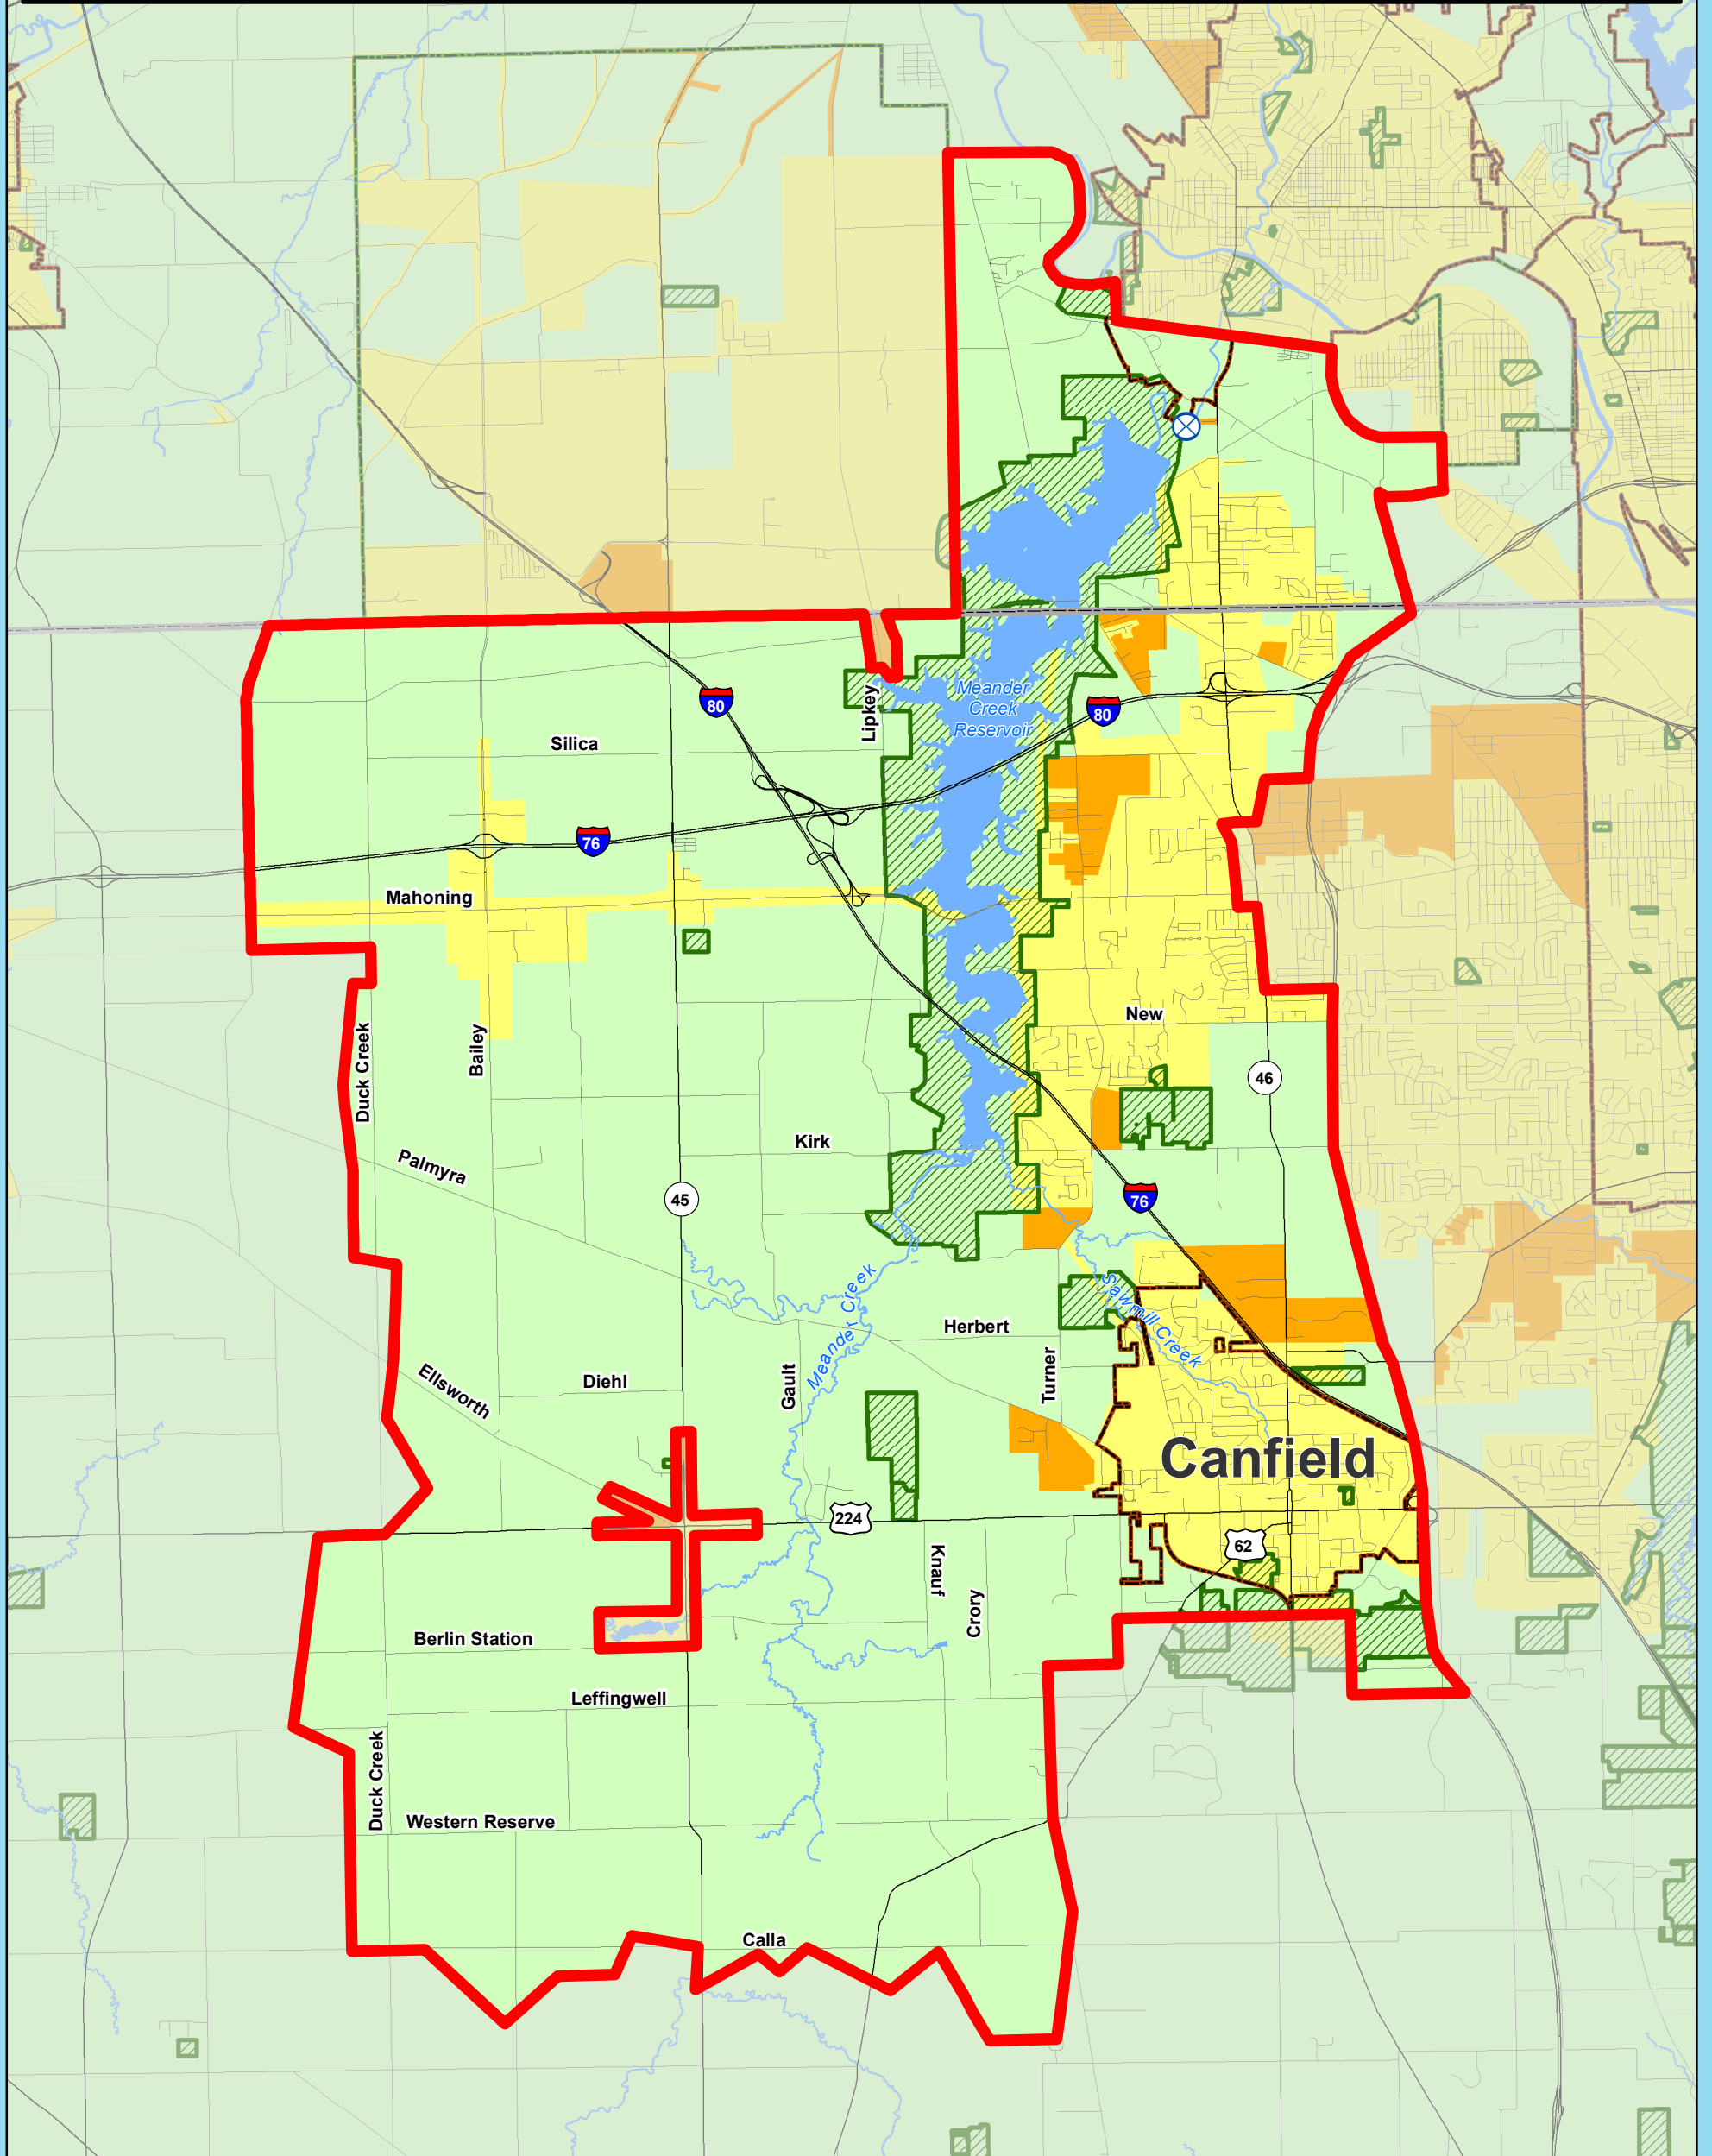 Meander
Creek
Reservoir
80
80
Lipkey
Silica
76
Mahoning
New
Duck Creek
Bailey
46
Kirk
Palmyra
45
76
Meander Creek
Sawmill Creek
Herbert
Turner
Gault
Diehl
Ellsworth
Canfield
224
62
Knauf
Crory
Berlin Station
Leffingwell
Duck Creek
Western Reserve
Calla